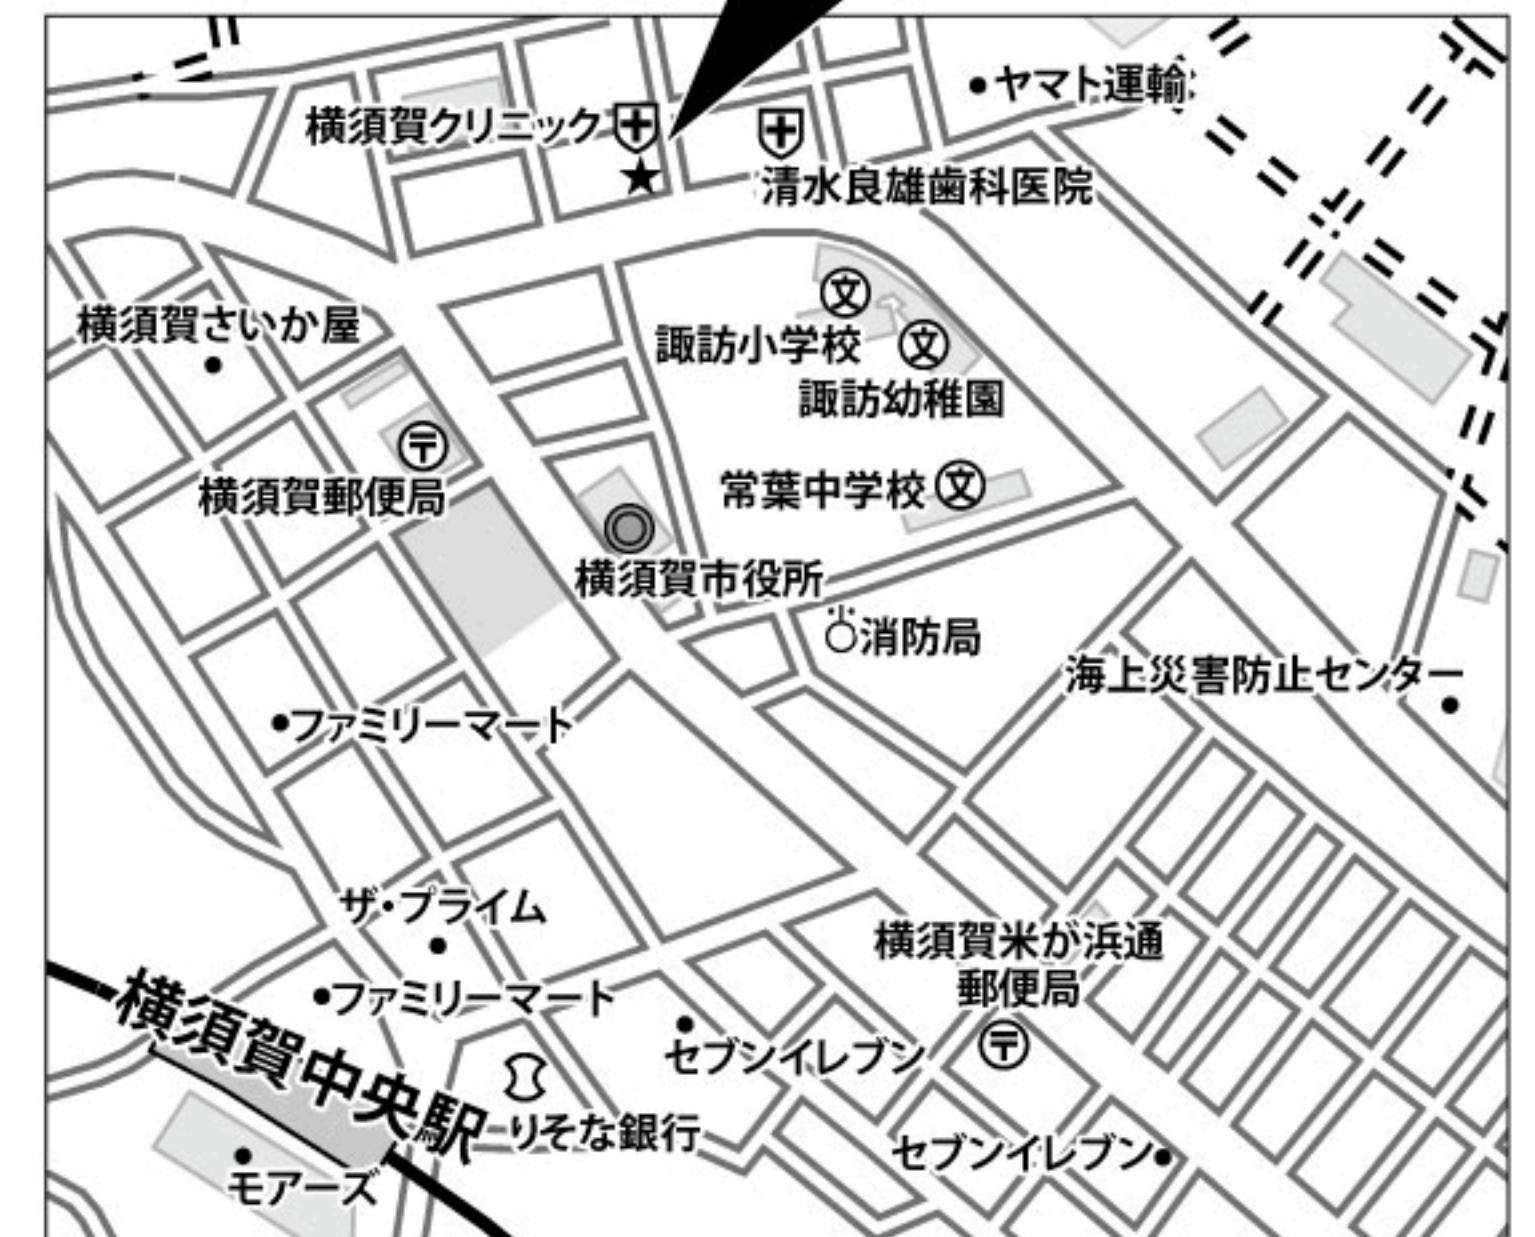 ヤマト運輸
横須賀クリニック
清水良雄歯科医院
文
横須賀さいか屋
諏訪小学校
文
諏訪幼稚園
横須賀郵便局
常葉中学校
文
横須賀市役所
消防局
海上災害防止センター
ファミリーマート
ザ・プライム
横須賀米が浜通
郵便局
ファミリーマート
横須賀中央駅
セブンイレブン
りそな銀行
セブンイレブン
モアーズ